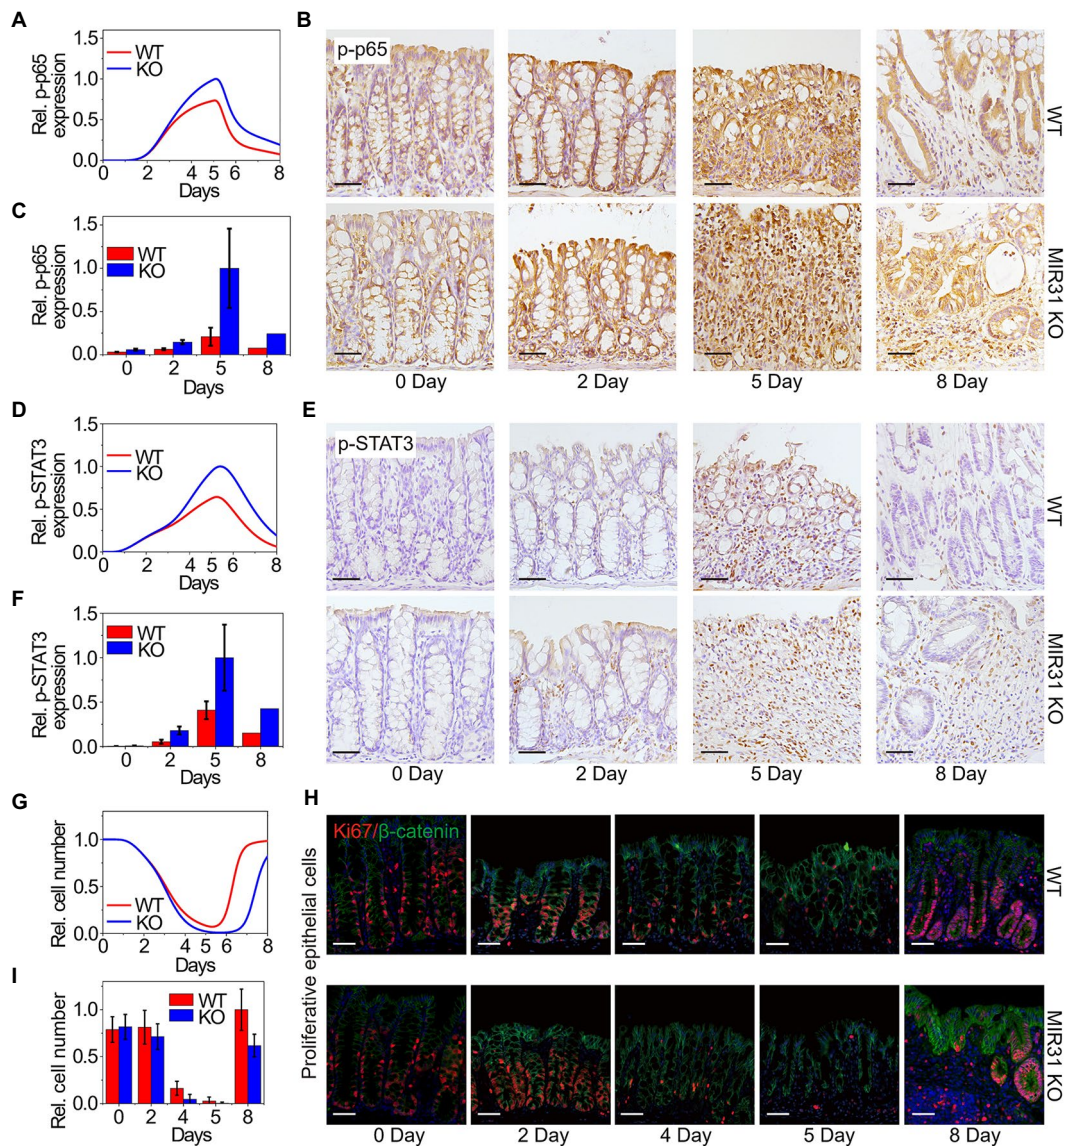 A
Rel. p-p65
expression
1.5
1.0
0.5
0.0
WT
KO
0 2 4 5 6 8
Days
B
p-p65
WT
MIR31 KO
0 Day 2 Day 5 Day 8 Day
C
Rel. p-p65
expression
1.5
1.0
0.5
0.0
WT
KO
0 2 5 8
Days
D
Rel. p-STAT3
expression
1.5
1.0
0.5
0.0
WT
KO
0 2 4 5 6 8
Days
E
p-STAT3
WT
MIR31 KO
0 Day 2 Day 5 Day 8 Day
F
Rel. p-STAT3
expression
1.5
1.0
0.5
0.0
WT
KO
0 2 5 8
Days
G
Rel. cell number
1.0
0.5
0.0
WT
KO
0 2 4 5 6 8
Days
H
Proliferative epithelial cells
Ki67/β-catenin
WT
MIR31 KO
0 Day 2 Day 4 Day 5 Day 8 Day
I
Rel. cell number
1.0
0.5
0.0
WT
KO
0 2 4 5 8
Days